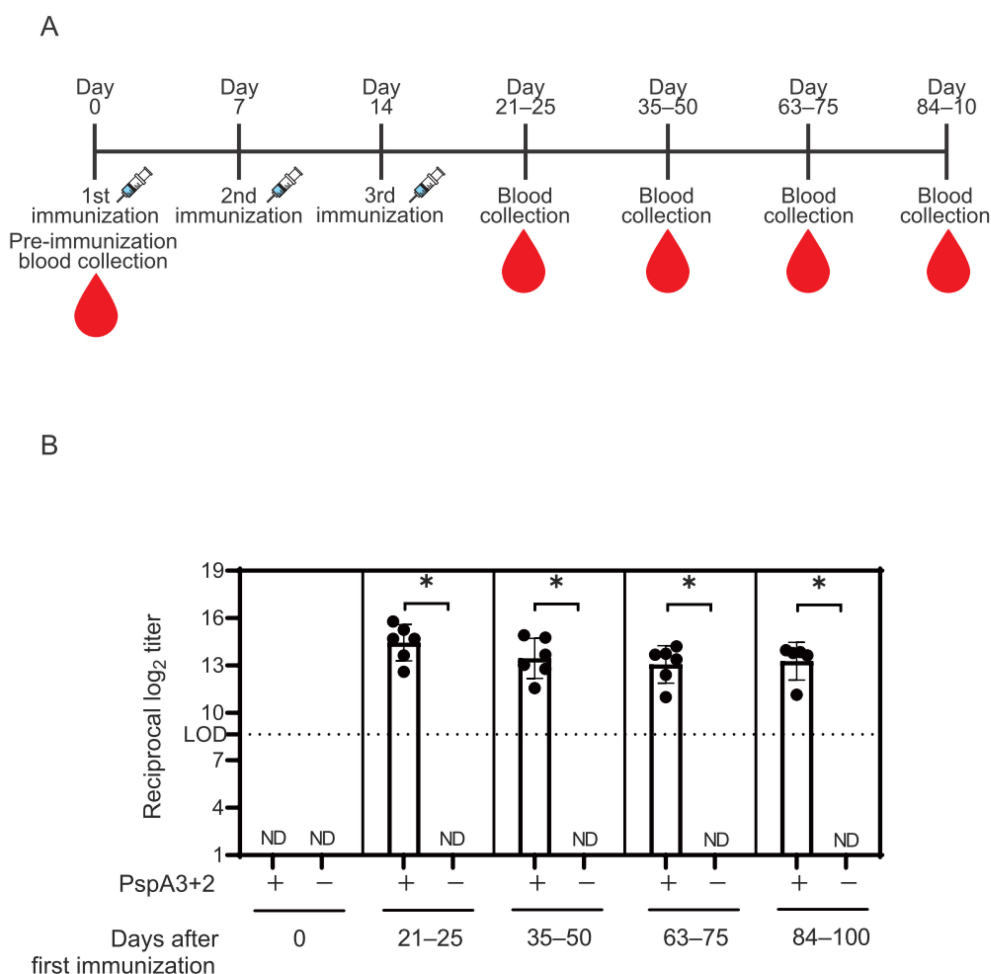 A
Day Day Day Day Day Day Day
0 7 14 21–25 35–50 63–75 84–10
1st 2nd 3rd Blood Blood Blood Blood
immunization immunization immunization collection collection collection collection
Pre-immunization
blood collection
B
Reciprocal log₂ titer
19
16
13
10
LOD
7
4
1
* * * *
ND ND ND ND ND ND
PspA3+2 + − + − + − + − + −
Days after 0 21–25 35–50 63–75 84–100
first immunization